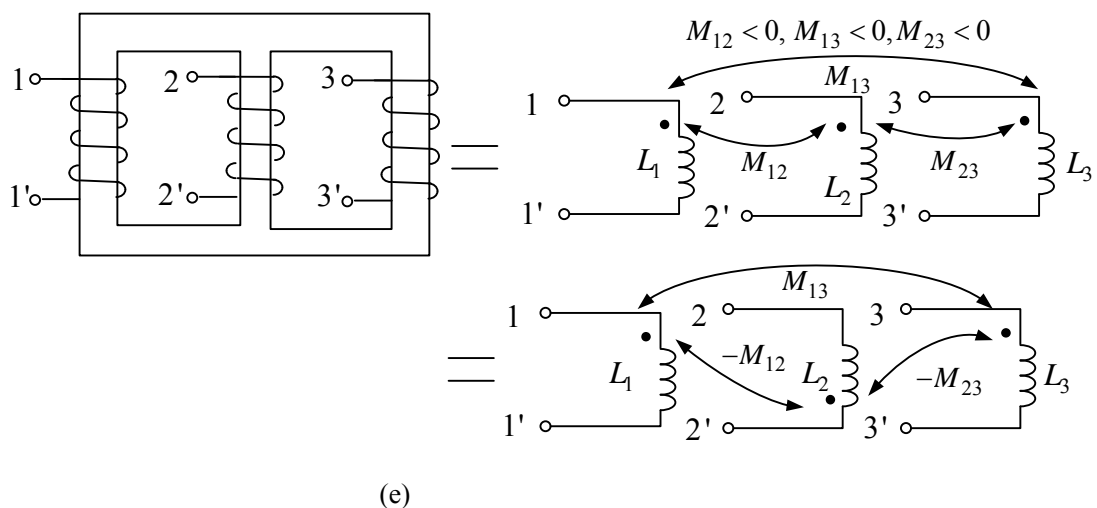 M₁₂ < 0, M₁₃ < 0, M₂₃ < 0
M₁₃
1 2 3
1 2 3
L₁ M₁₂ L₂ M₂₃ L₃
1' 2' 3'
1' 2' 3'
M₁₃
1 2 3
L₁ −M₁₂ L₂ −M₂₃ L₃
1' 2' 3'
(e)